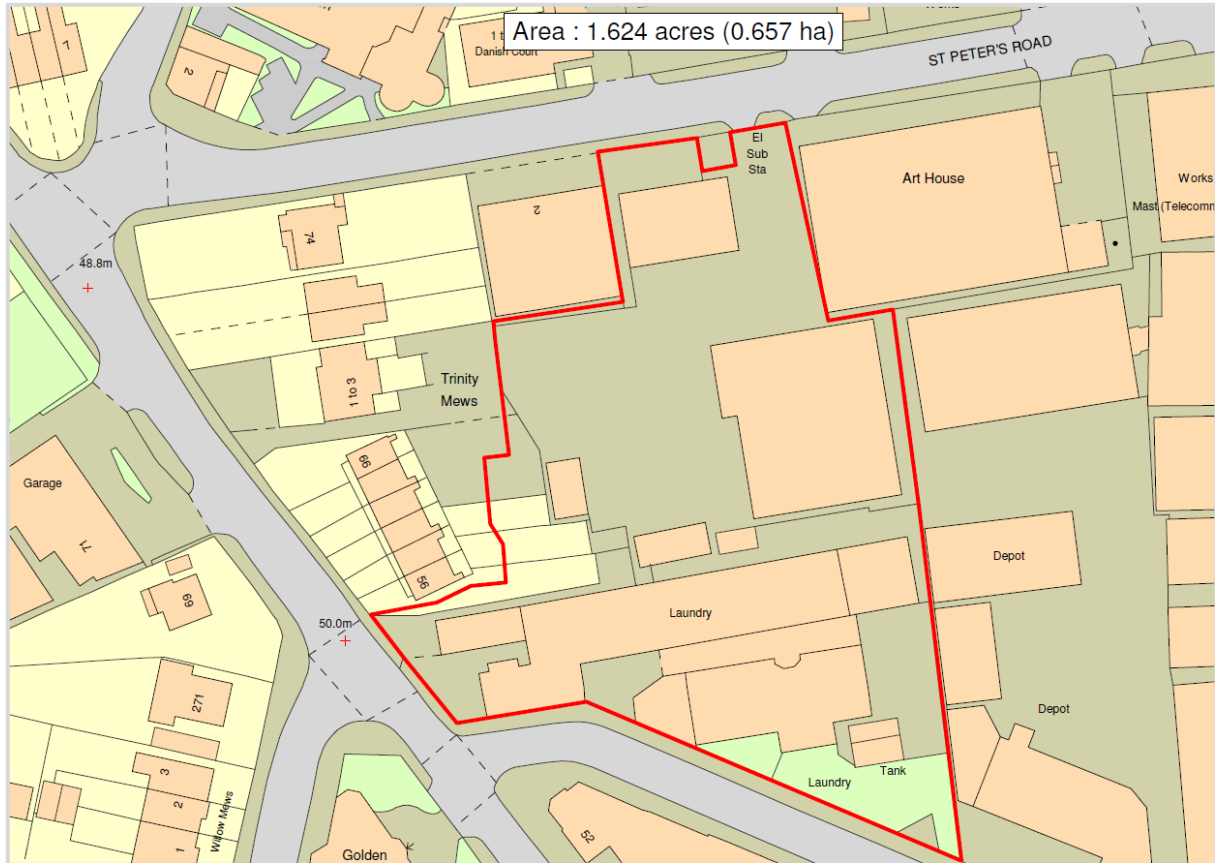 Area : 1.624 acres (0.657 ha)
7
2
Danish Court
ST PETER'S ROAD
El
Sub
Sta
Art House
Works
Mast (Telecomm
2
74
48.8m
1 to 3
Trinity
Mews
66
56
Garage
71
69
50.0m
Laundry
Depot
Depot
271
3
2
1
Willow Mews
Laundry
Tank
52
Golden